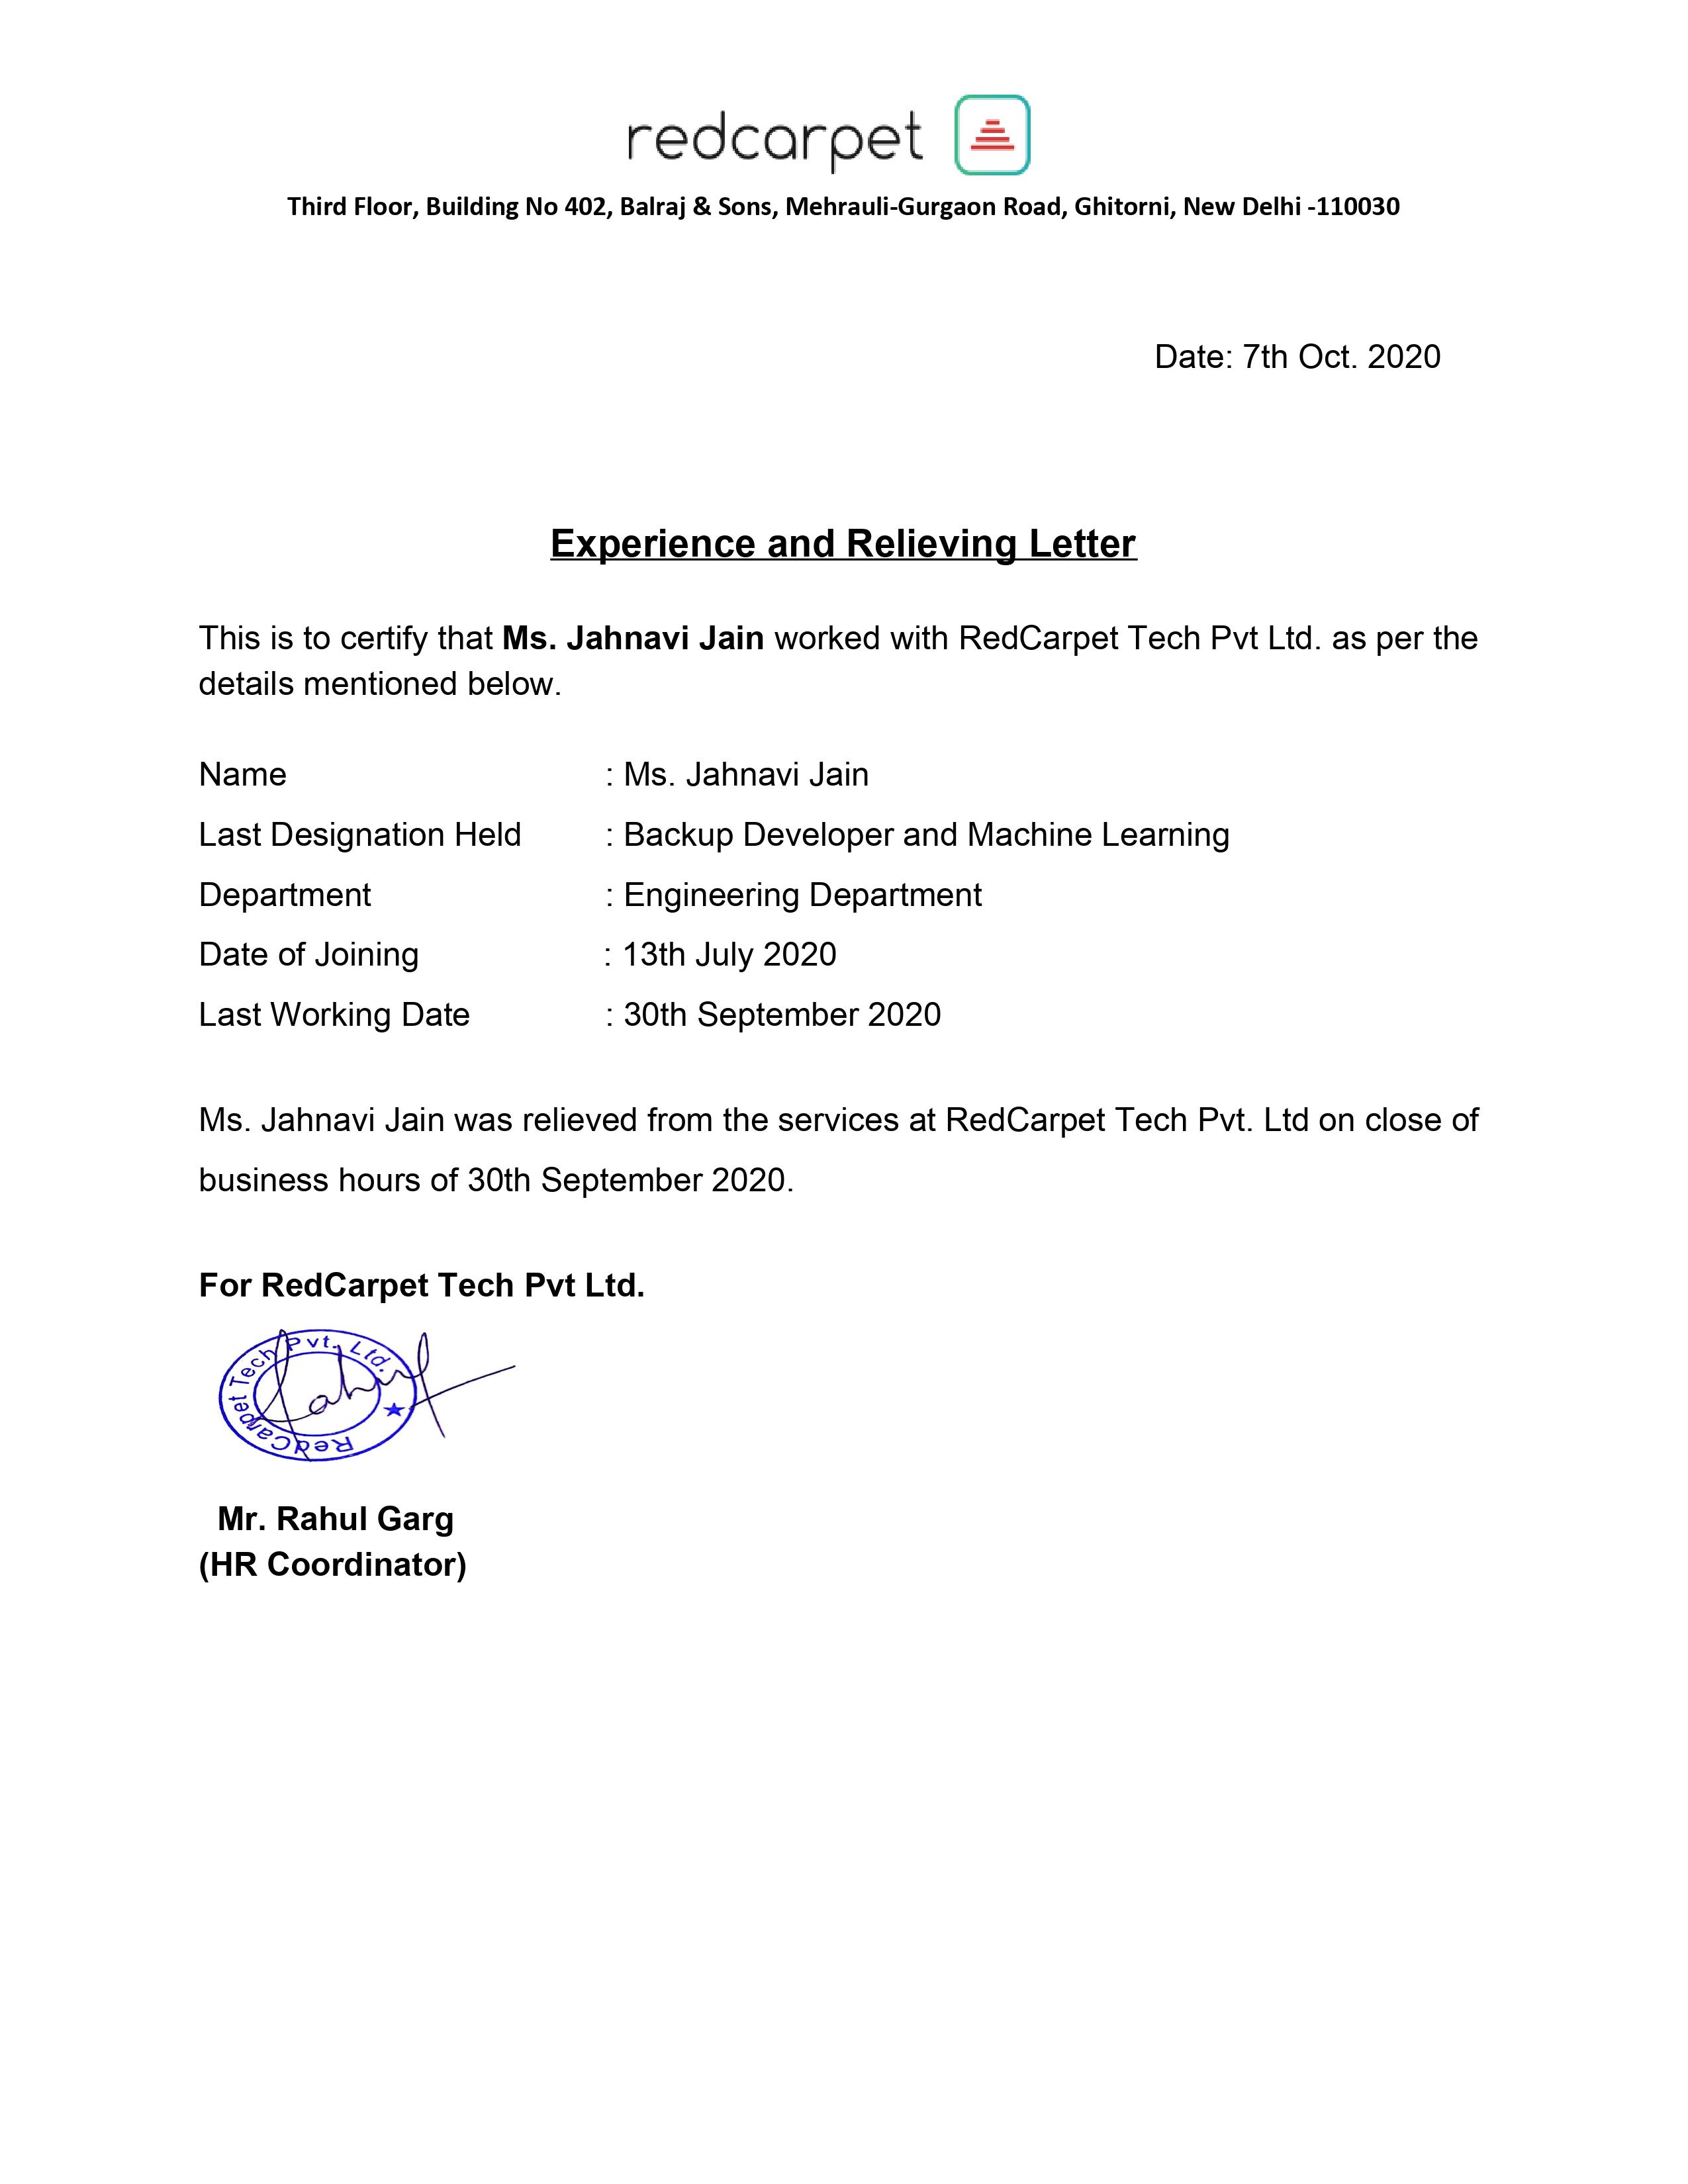 redcarpet
Third Floor, Building No 402, Balraj & Sons, Mehrauli-Gurgaon Road, Ghitorni, New Delhi -110030
Date: 7th Oct. 2020
Experience and Relieving Letter
This is to certify that Ms. Jahnavi Jain worked with RedCarpet Tech Pvt Ltd. as per the
details mentioned below.
Name : Ms. Jahnavi Jain
Last Designation Held : Backup Developer and Machine Learning
Department : Engineering Department
Date of Joining : 13th July 2020
Last Working Date : 30th September 2020
Ms. Jahnavi Jain was relieved from the services at RedCarpet Tech Pvt. Ltd on close of
business hours of 30th September 2020.
For RedCarpet Tech Pvt Ltd.
RedCarpet Tech Pvt. Ltd.
Mr. Rahul Garg
(HR Coordinator)